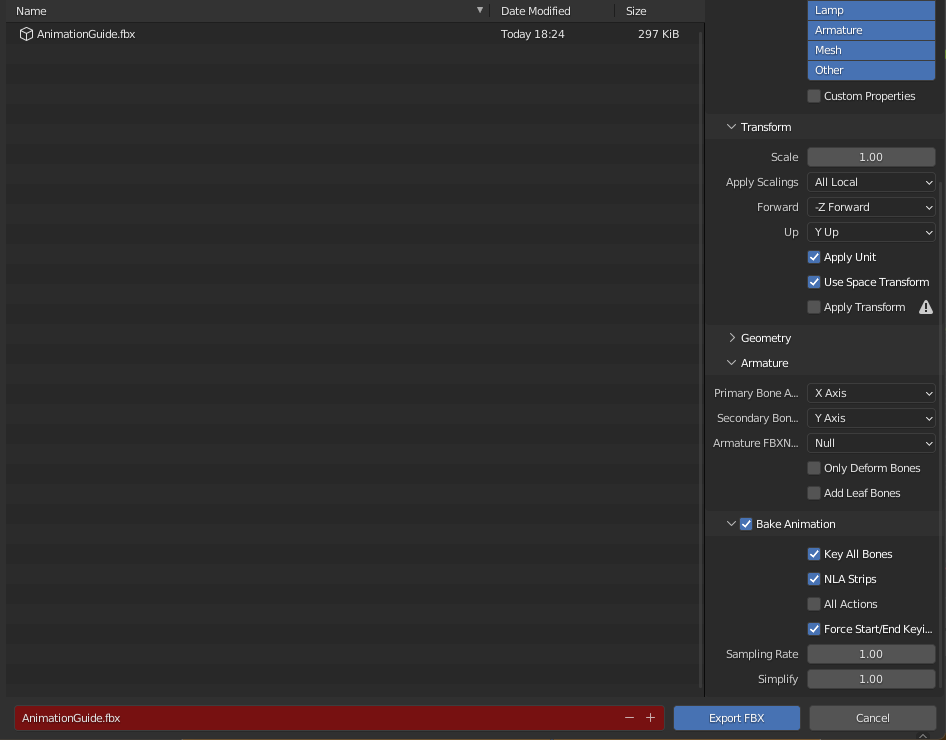 Name Date Modified Size
AnimationGuide.fbx Today 18:24 297 KiB
Lamp
Armature
Mesh
Other
Custom Properties
Transform
Scale 1.00
Apply Scalings All Local
Forward -Z Forward
Up Y Up
Apply Unit
Use Space Transform
Apply Transform
Geometry
Armature
Primary Bone A... X Axis
Secondary Bon... Y Axis
Armature FBXN... Null
Only Deform Bones
Add Leaf Bones
Bake Animation
Key All Bones
NLA Strips
All Actions
Force Start/End Keyi...
Sampling Rate 1.00
Simplify 1.00
AnimationGuide.fbx Export FBX Cancel